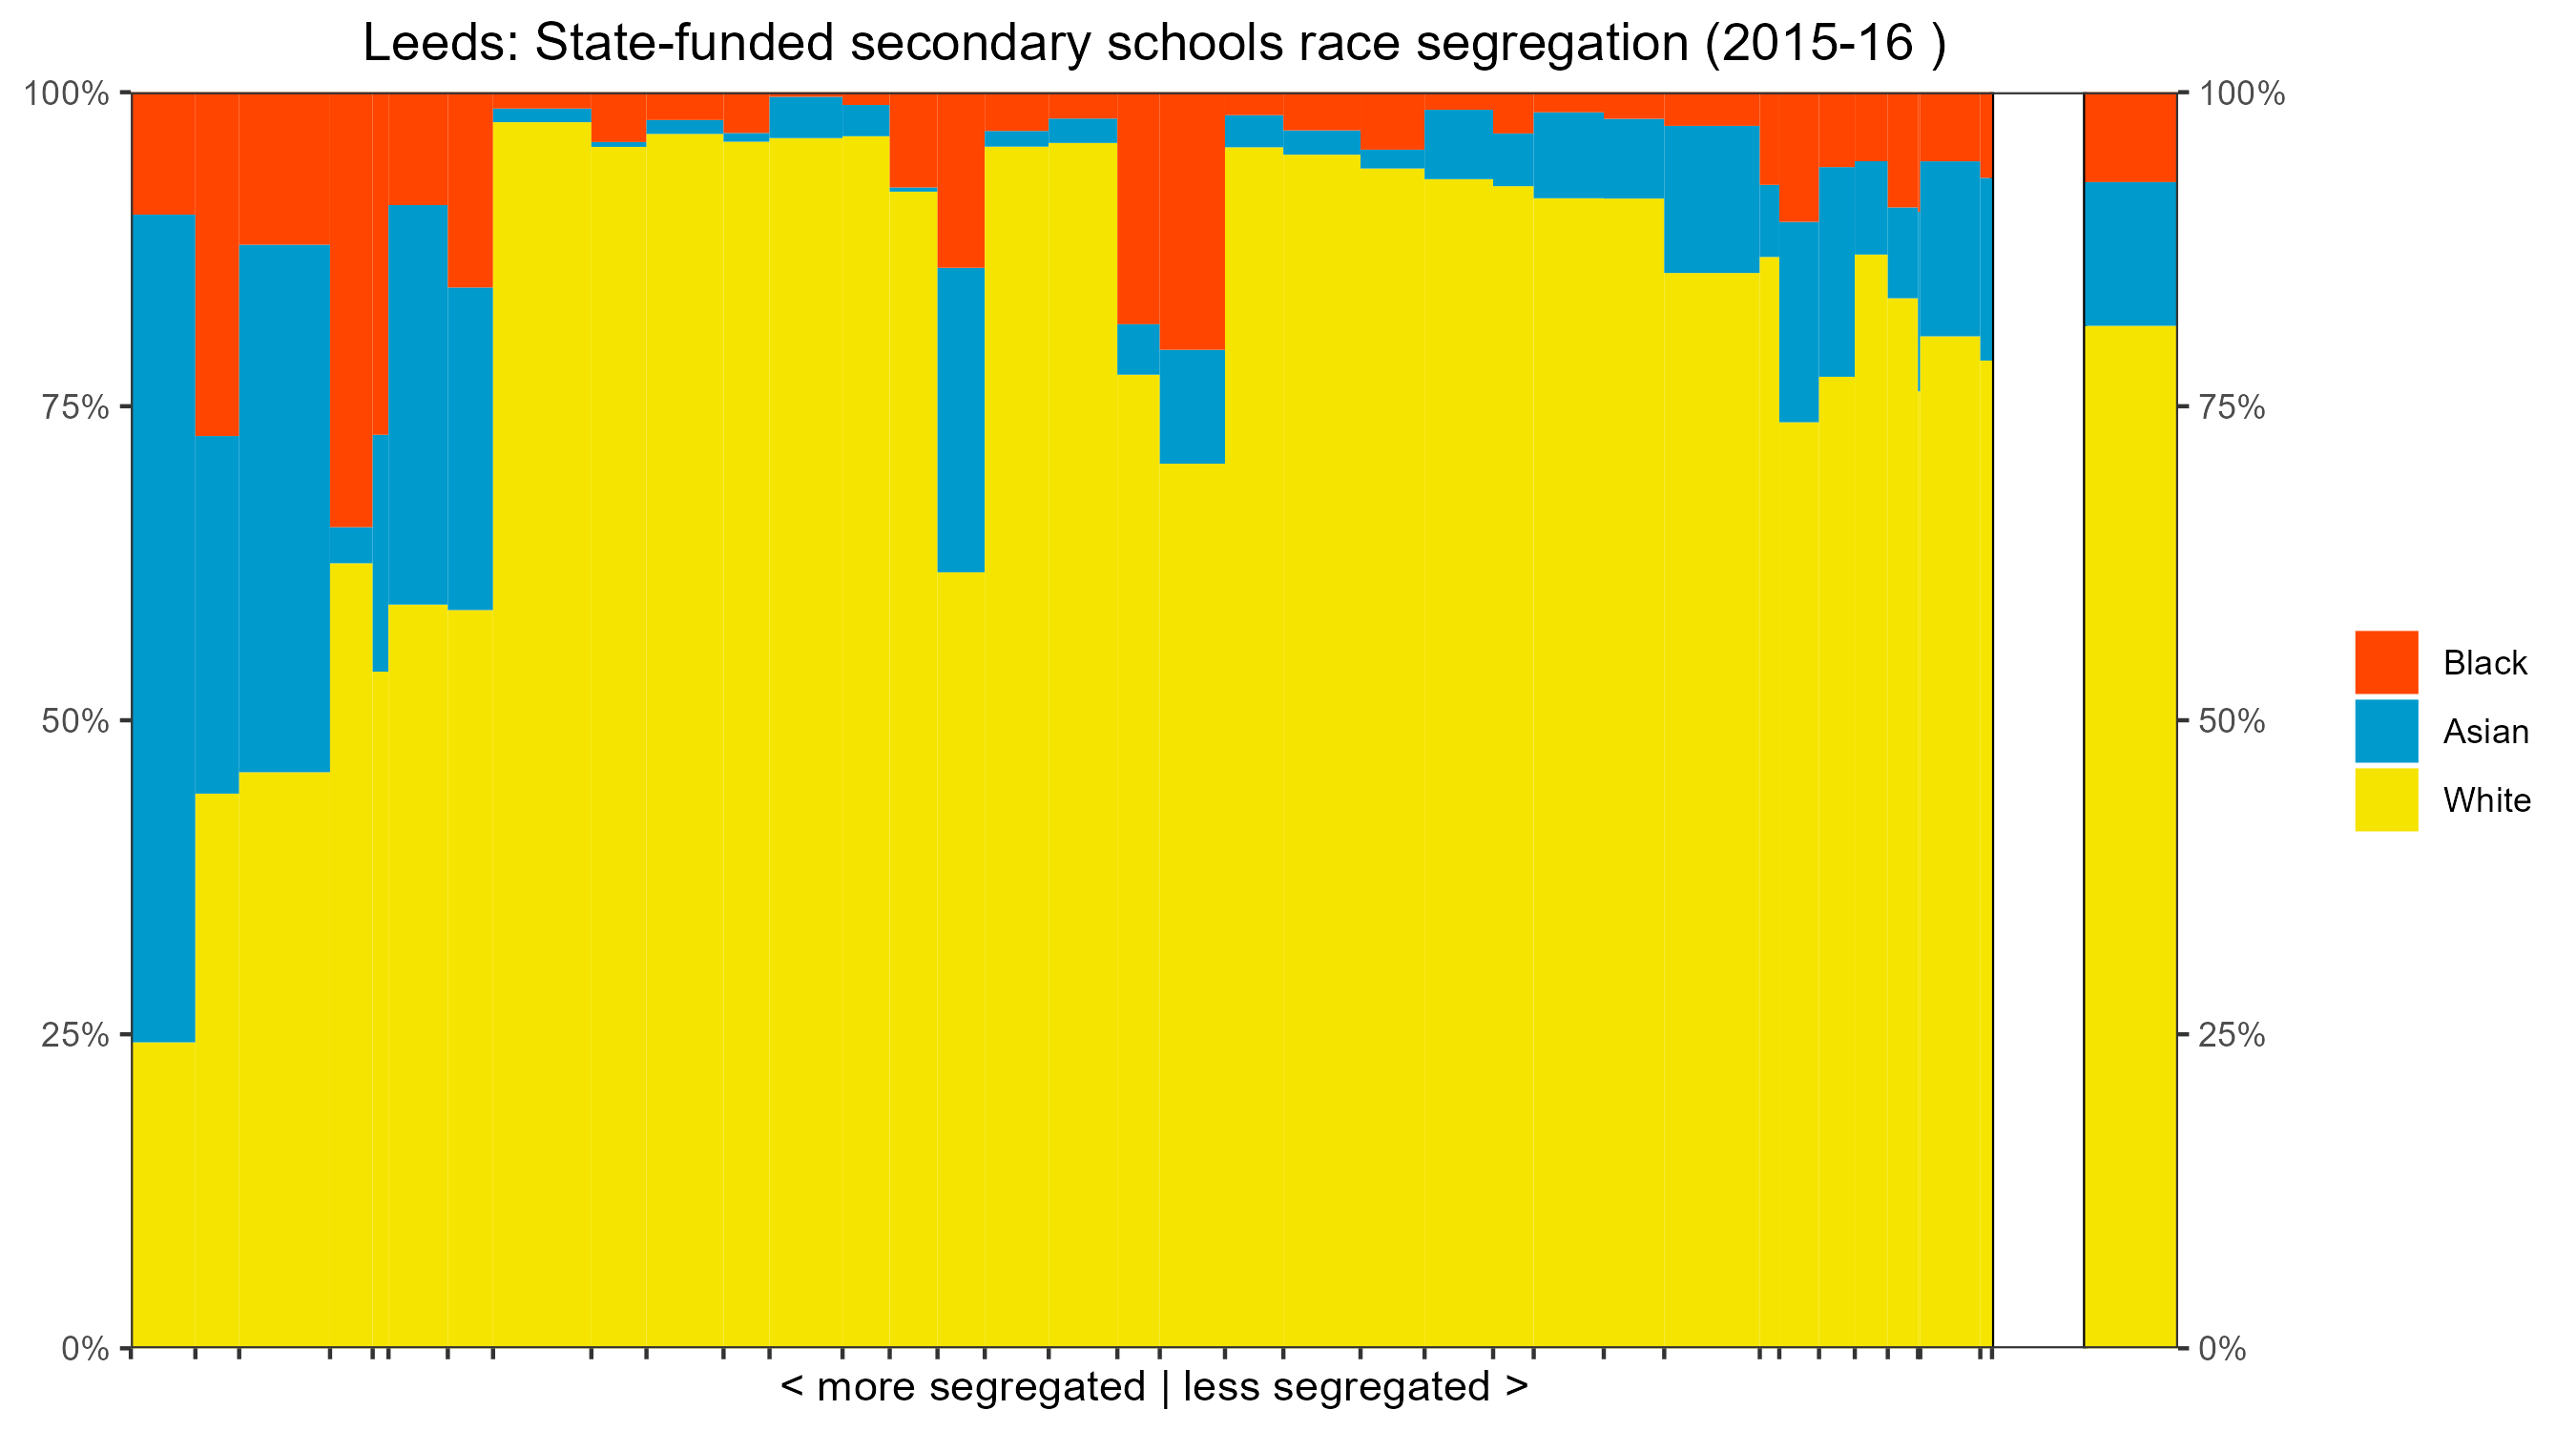 Leeds: State-funded secondary schools race segregation (2015-16 )
100%
75%
50%
25%
0%
100%
75%
50%
25%
0%
Black
Asian
White
< more segregated | less segregated >